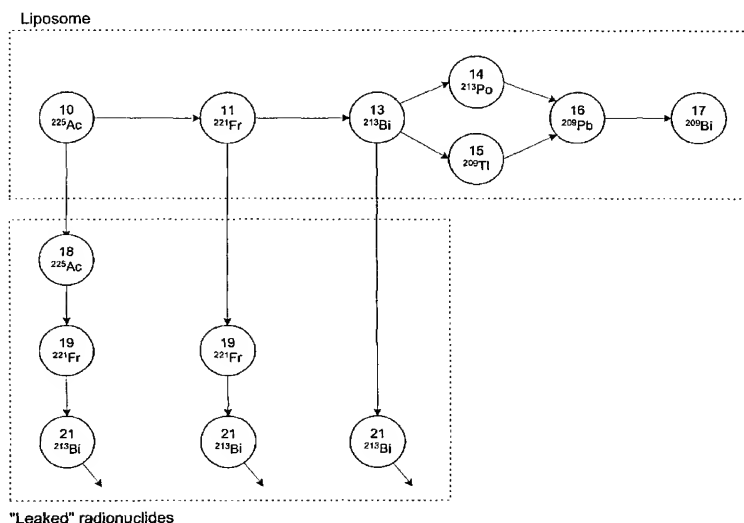 Liposome
10
²²⁵Ac
11
²²¹Fr
13
²¹³Bi
14
²¹³Po
15
²⁰⁹Tl
16
²⁰⁹Pb
17
²⁰⁹Bi
18
²²⁵Ac
19
²²¹Fr
19
²²¹Fr
21
²¹³Bi
21
²¹³Bi
21
²¹³Bi
"Leaked" radionuclides